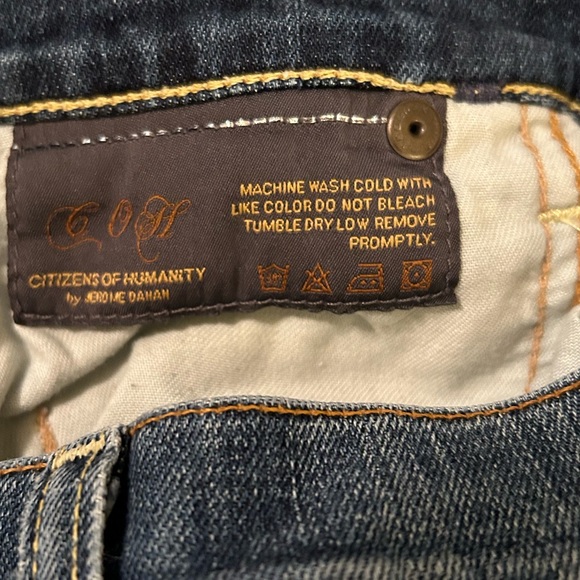 C O H
CITIZENS OF HUMANITY
by JEROME DAHAN
MACHINE WASH COLD WITH
LIKE COLOR DO NOT BLEACH
TUMBLE DRY LOW REMOVE
PROMPTLY.